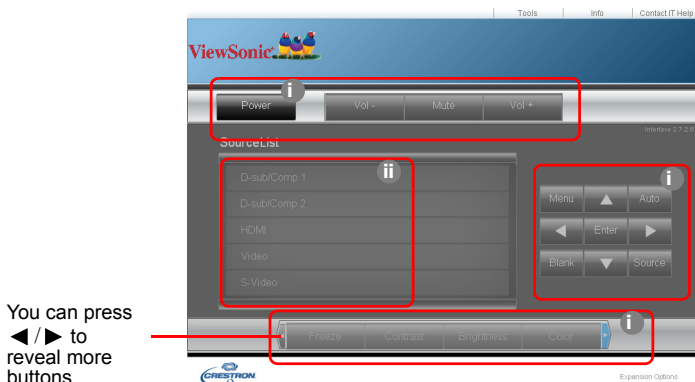 Tools Info Contact IT Help
ViewSonic
i
Power Vol - Mute Vol +
Interface 2.7.2.6
SourceList
ii
i
D-sub/Comp.1
D-sub/Comp.2
HDMI
Video
S-Video
Menu ▲ Auto
◀ Enter ▶
Blank ▼ Source
You can press
◀ / ▶ to
reveal more
buttons
i
Freeze Contrast Brightness Color
CRESTRON
Expansion Options